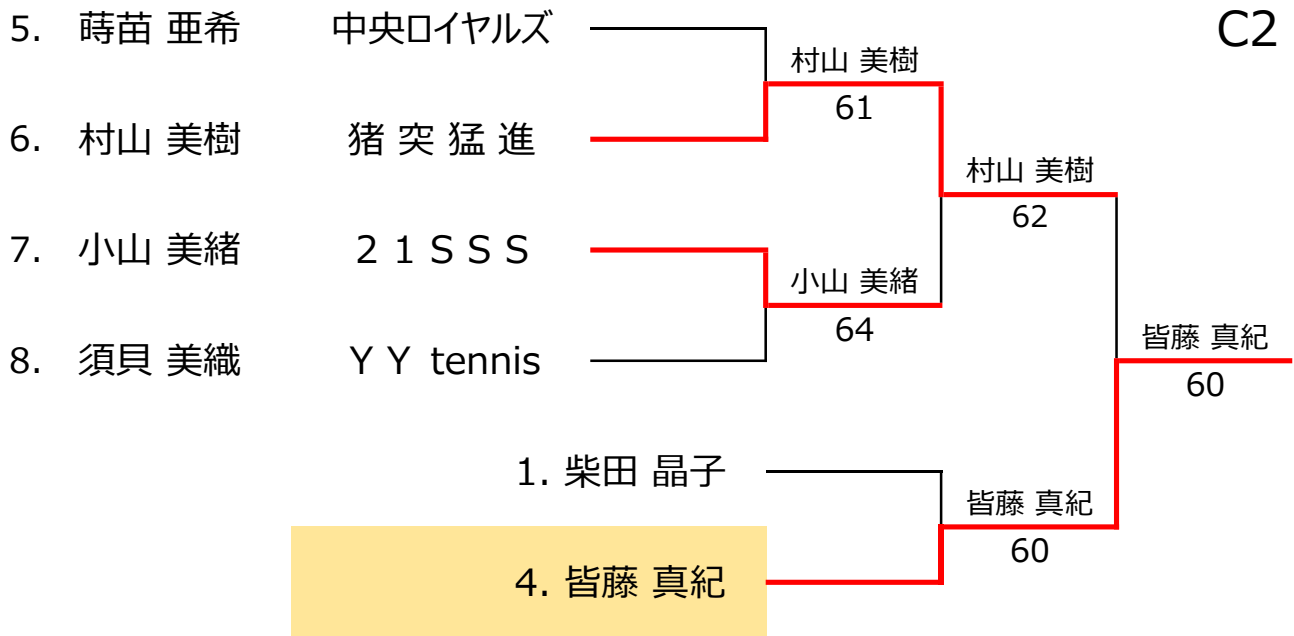 C2
5. 蒔苗 亜希 中央ロイヤルズ
村山 美樹
61
6. 村山 美樹 猪 突 猛 進
村山 美樹
62
7. 小山 美緒 2 1 S S S
小山 美緒
64
8. 須貝 美織 Y Y tennis
皆藤 真紀
60
1. 柴田 晶子
皆藤 真紀
60
4. 皆藤 真紀